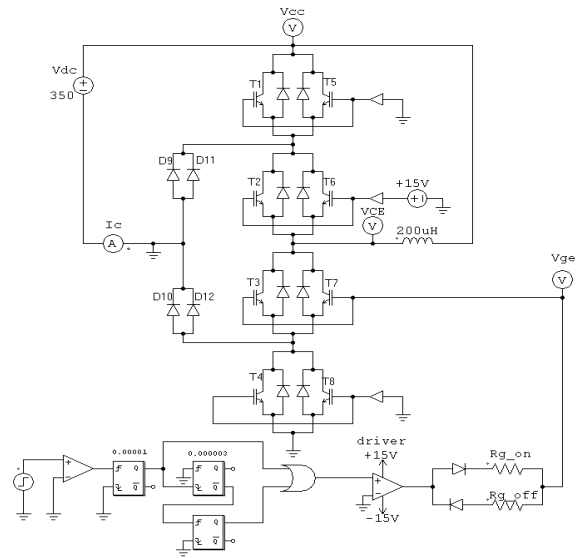 Vcc
V
Vdc
350
T1
T5
D9
D11
T2
T6
+15V
VCE
V
200uH
Ic
A
Vge
V
D10
D12
T3
T7
T4
T8
0.00001
0.000003
driver
+15V
-15V
Rg_on
Rg_off
Q
Q
Q
Q
Q
Q